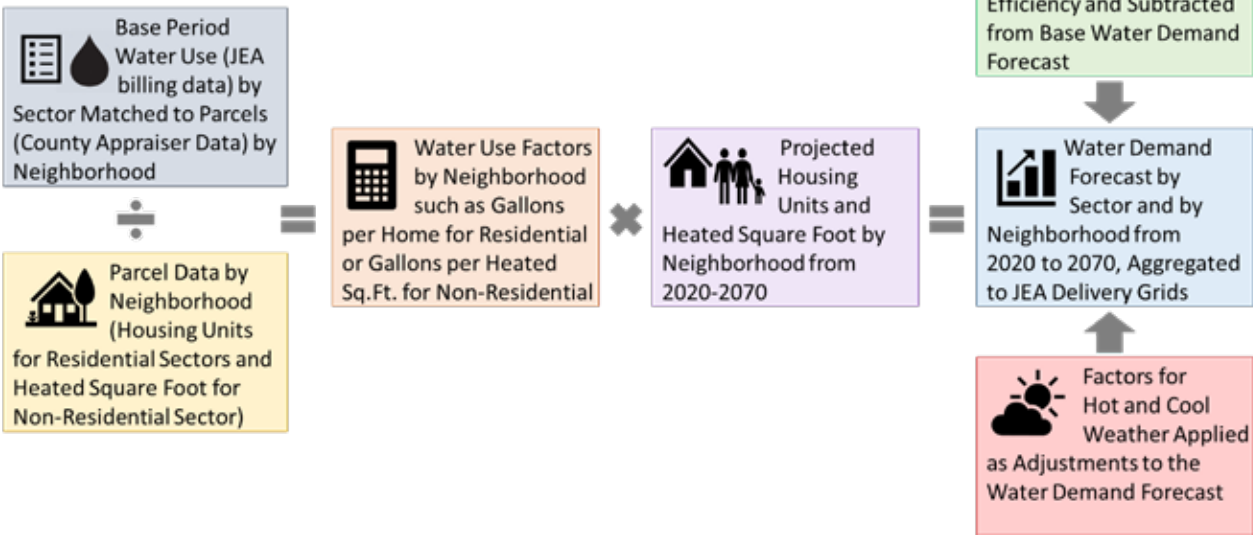 Base Period
Water Use (JEA
billing data) by
Sector Matched to Parcels
(County Appraiser Data) by
Neighborhood
÷
Parcel Data by
Neighborhood
(Housing Units
for Residential Sectors and
Heated Square Foot for
Non-Residential Sector)
=
Water Use Factors
by Neighborhood
such as Gallons
per Home for Residential
or Gallons per Heated
Sq.Ft. for Non-Residential
×
Projected
Housing
Units and
Heated Square Foot by
Neighborhood from
2020-2070
=
Efficiency and Subtracted
from Base Water Demand
Forecast
Water Demand
Forecast by
Sector and by
Neighborhood from
2020 to 2070, Aggregated
to JEA Delivery Grids
Factors for
Hot and Cool
Weather Applied
as Adjustments to the
Water Demand Forecast